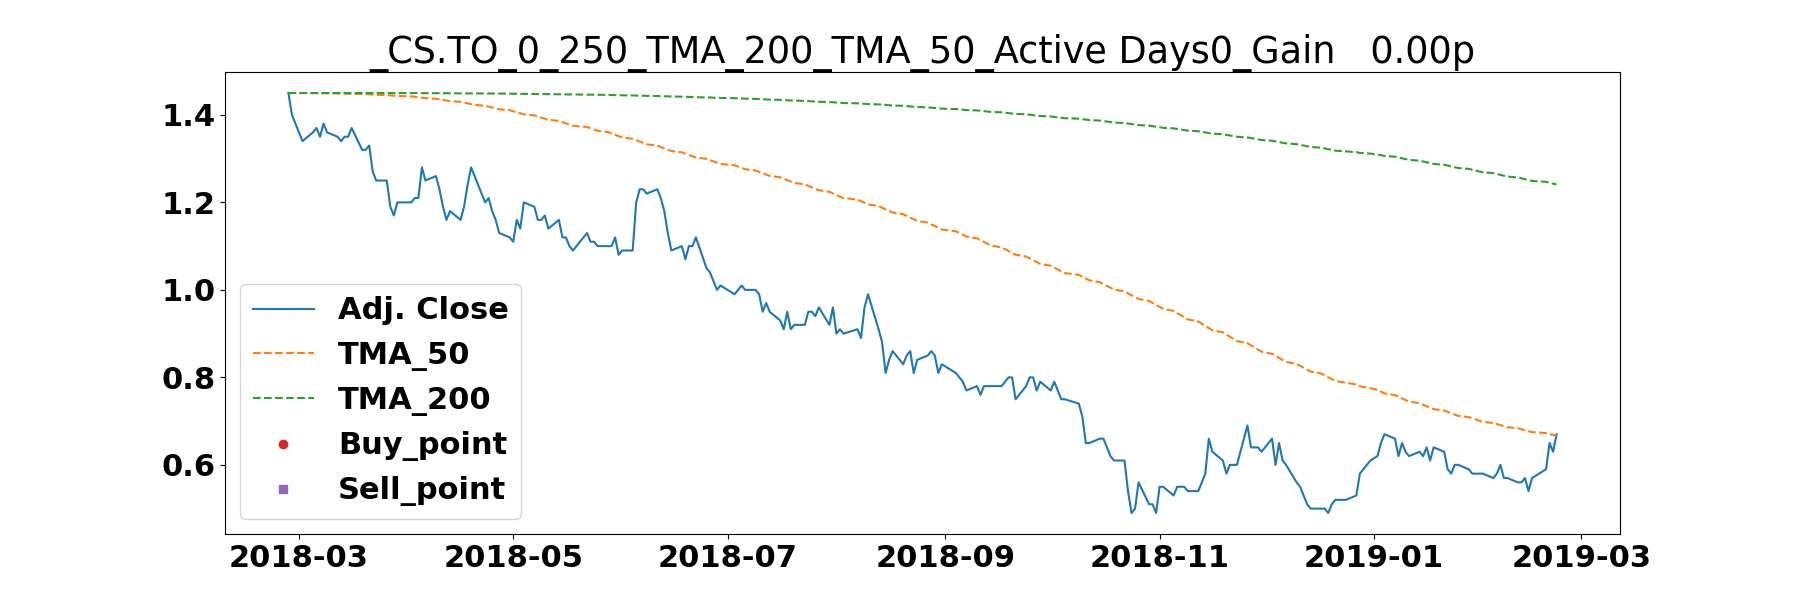 _CS.TO_0_250_TMA_200_TMA_50_Active Days0_Gain   0.00p
1.4
1.2
1.0
0.8
0.6
Adj. Close
TMA_50
TMA_200
Buy_point
Sell_point
2018-03 2018-05 2018-07 2018-09 2018-11 2019-01 2019-03